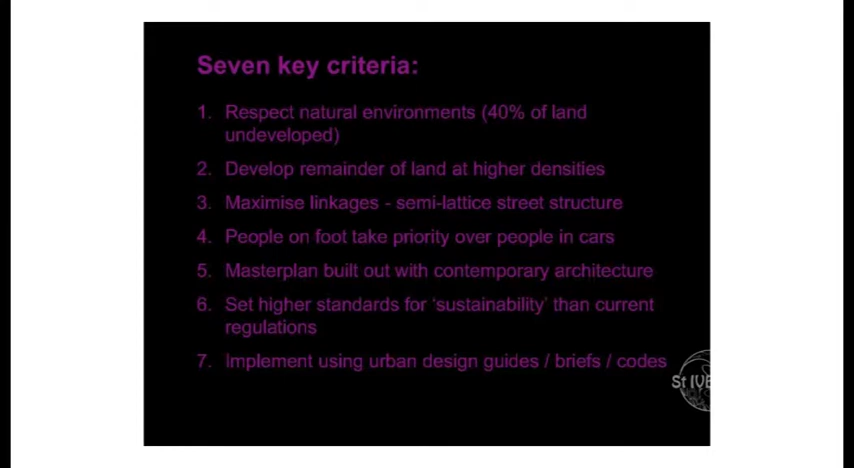 Seven key criteria:
1. Respect natural environments (40% of land
undeveloped)
2. Develop remainder of land at higher densities
3. Maximise linkages - semi-lattice street structure
4. People on foot take priority over people in cars
5. Masterplan built out with contemporary architecture
6. Set higher standards for ‘sustainability’ than current
regulations
7. Implement using urban design guides / briefs / codes
St IVE